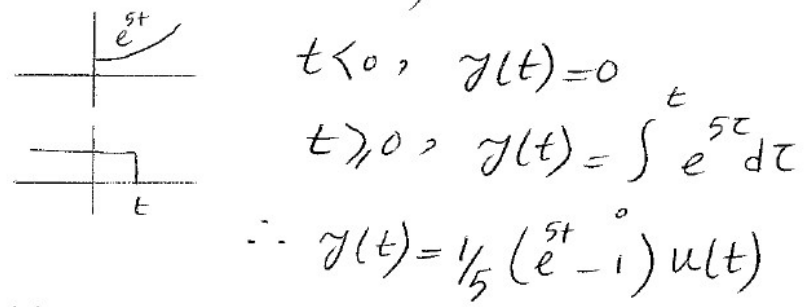 e^{5t}
t
t<0, y(t)=0
t≥0, y(t)=∫_0^t e^{5τ}dτ
∴ y(t)=1/5(e^{5t}-1)u(t)